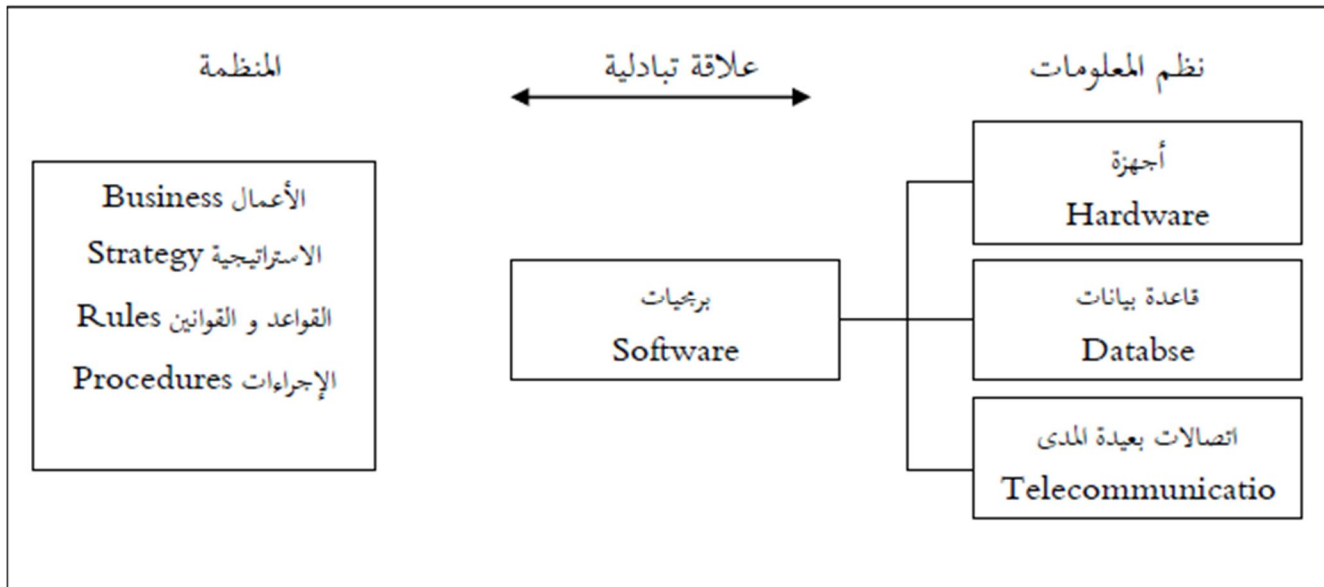 نظم المعلومات
علاقة تبادلية
المنظمة
أجهزة
Hardware
قاعدة بيانات
Databse
اتصالات بعيدة المدى
Telecommunicatio
برمجيات
Software
الأعمال Business
الاستراتيجية Strategy
القواعد و القوانين Rules
الإجراءات Procedures